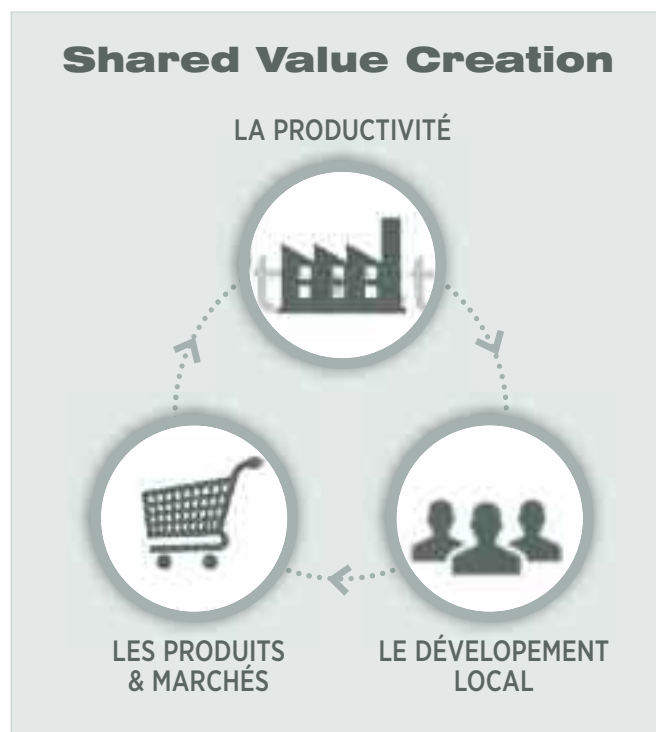 Shared Value Creation
LA PRODUCTIVITÉ
LES PRODUITS
& MARCHÉS
LE DÉVELOPEMENT
LOCAL